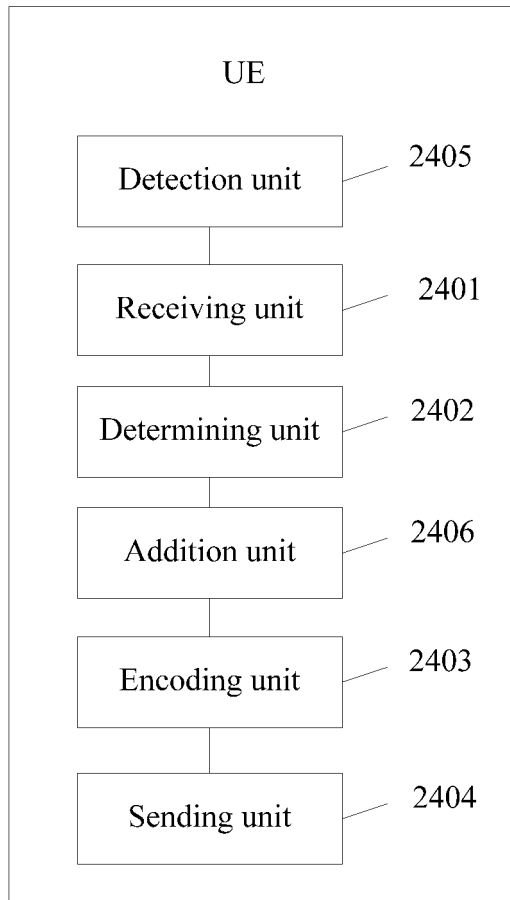 UE
Detection unit 2405
Receiving unit 2401
Determining unit 2402
Addition unit 2406
Encoding unit 2403
Sending unit 2404